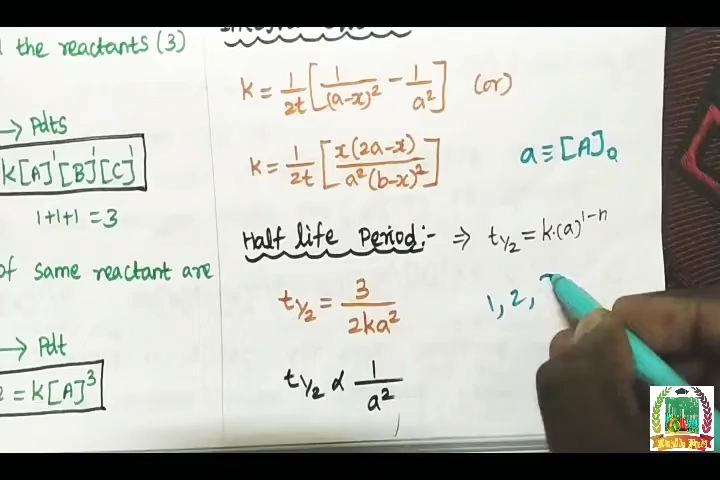 the reactants (3)
→ Pdts
k[A]¹[B]¹[C]¹
1+1+1 = 3
of same reactant are
→ Pdt
= k[A]³
k = 1/2t [1/(a-x)² - 1/a²] (or)
k = 1/2t [x(2a-x)/a²(b-x)²]
a ≡ [A]₀
Half life Period:- ⇒ t½ = k·(a)¹⁻ⁿ
t½ = 3/2ka²
1, 2,
t½ ∝ 1/a²